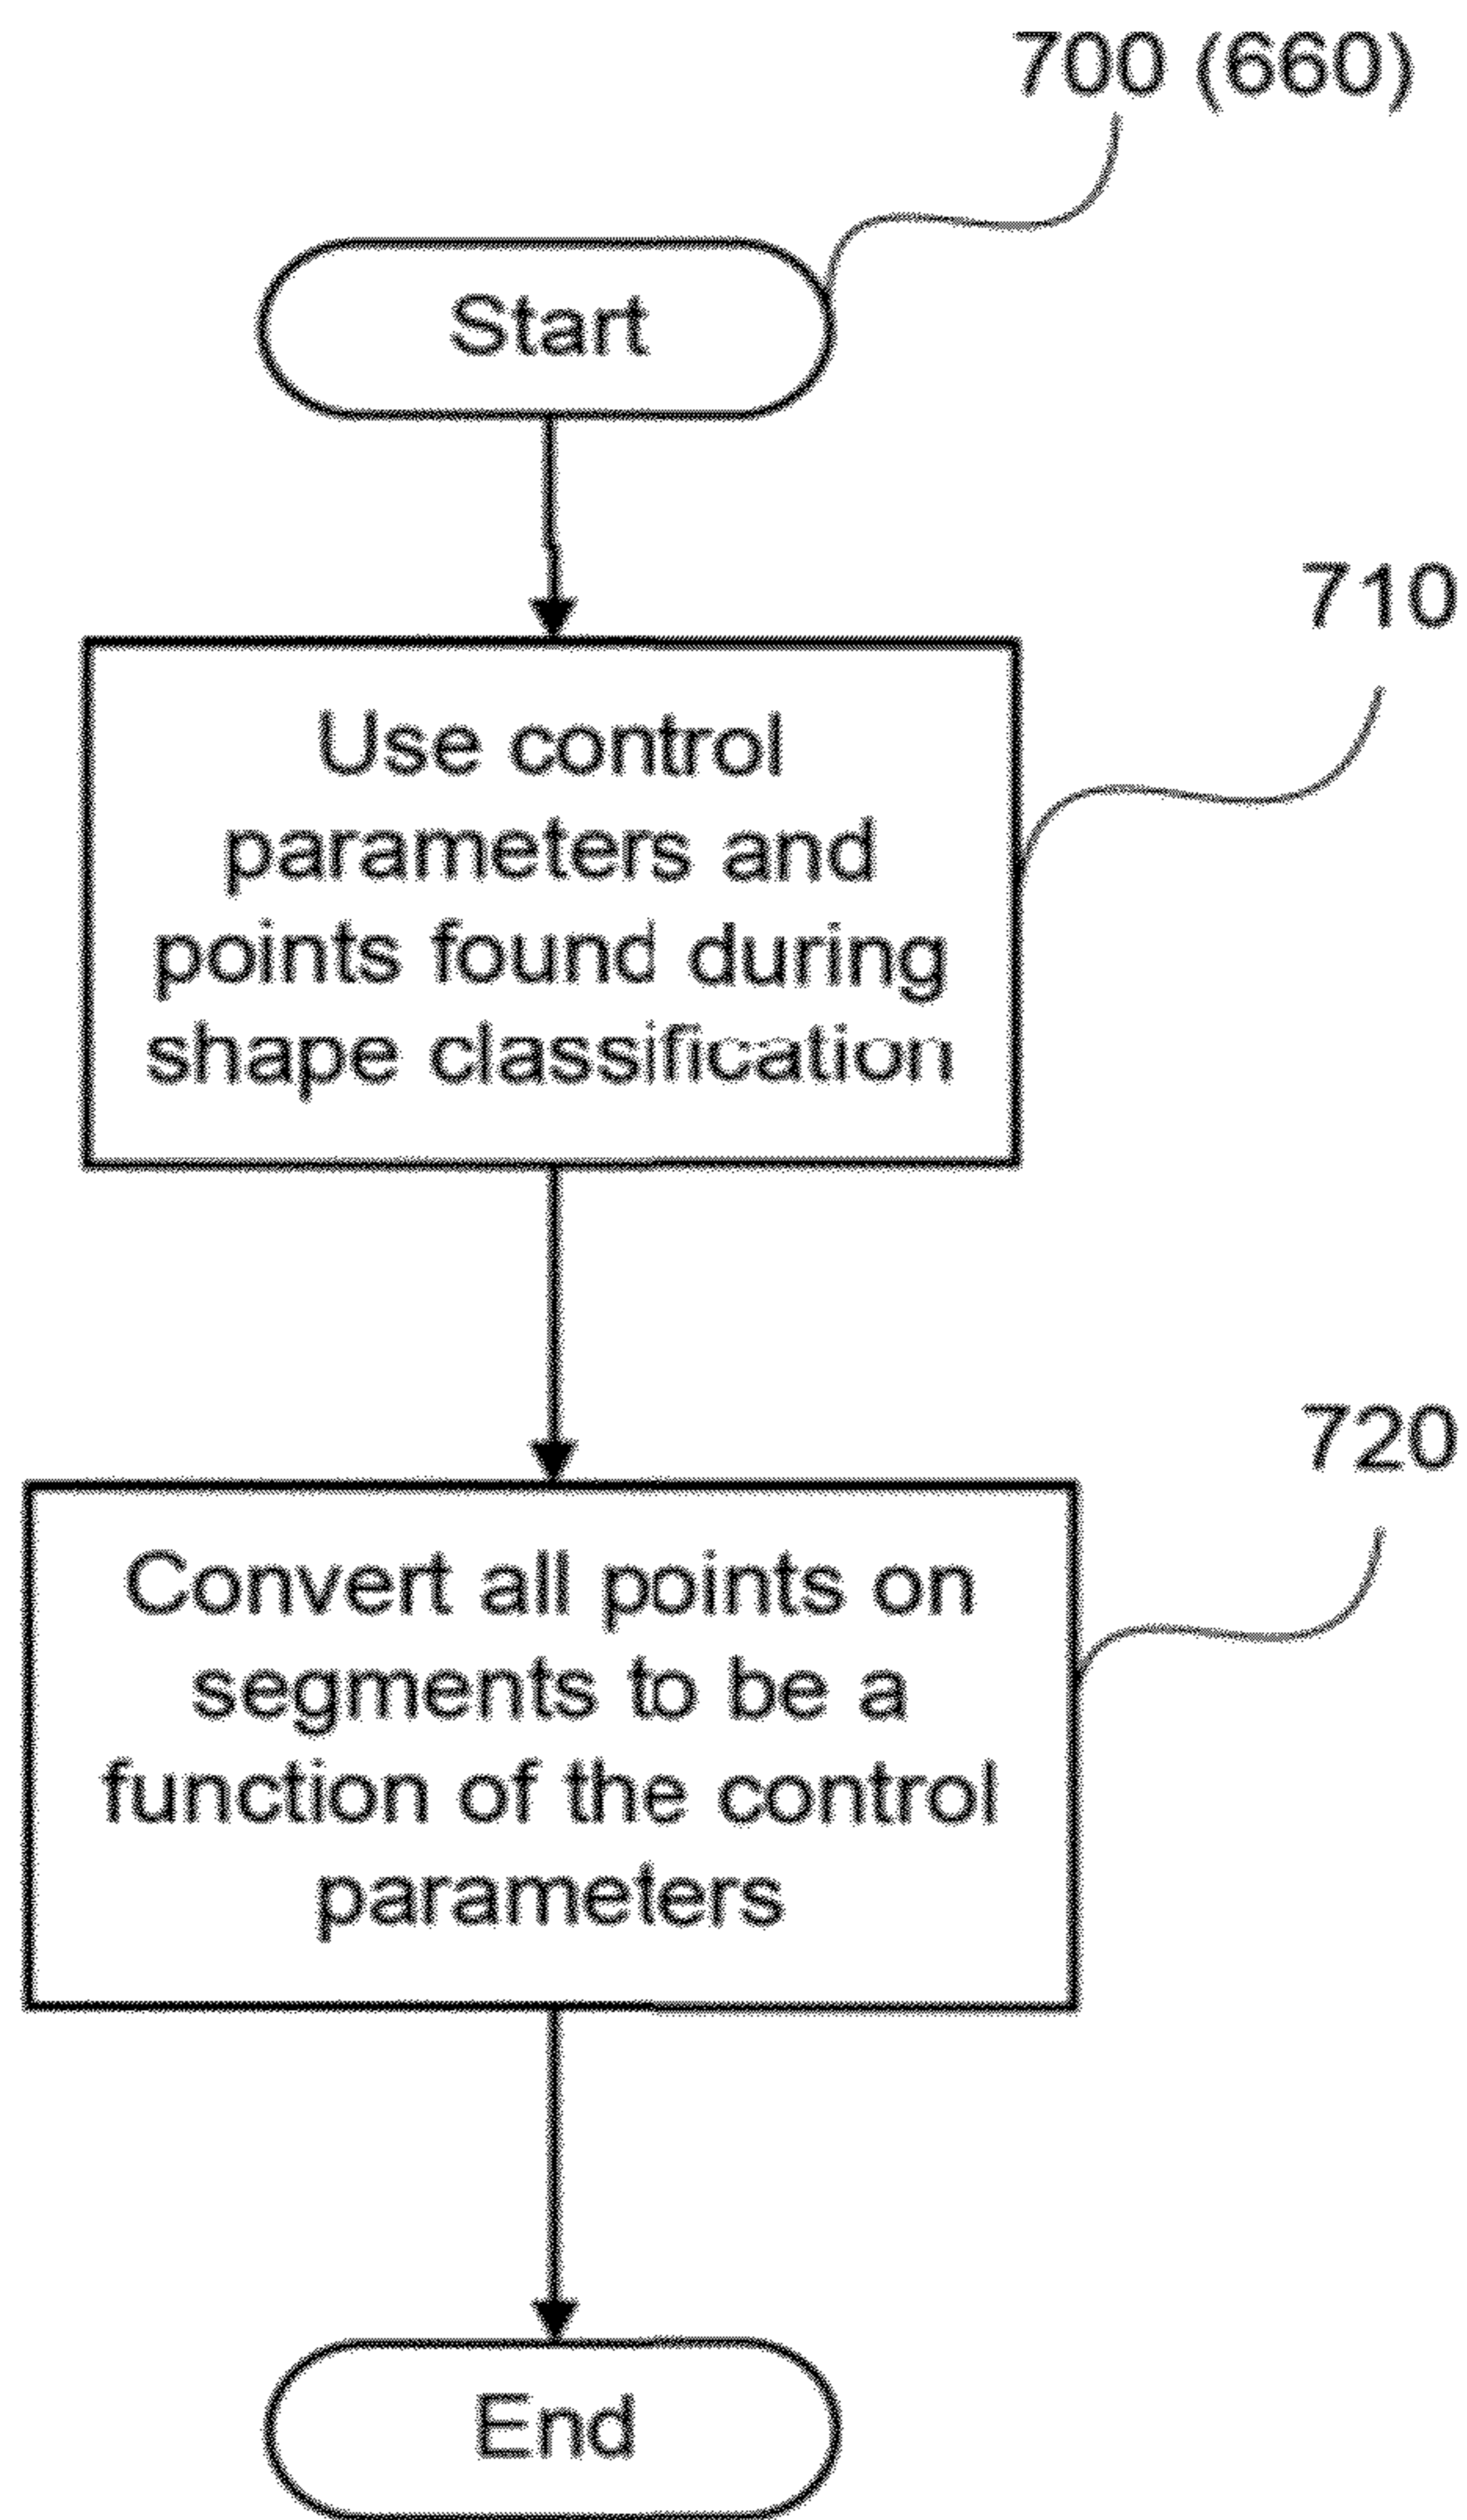 700 (660)
Start
710
Use control
parameters and
points found during
shape classification
720
Convert all points on
segments to be a
function of the control
parameters
End